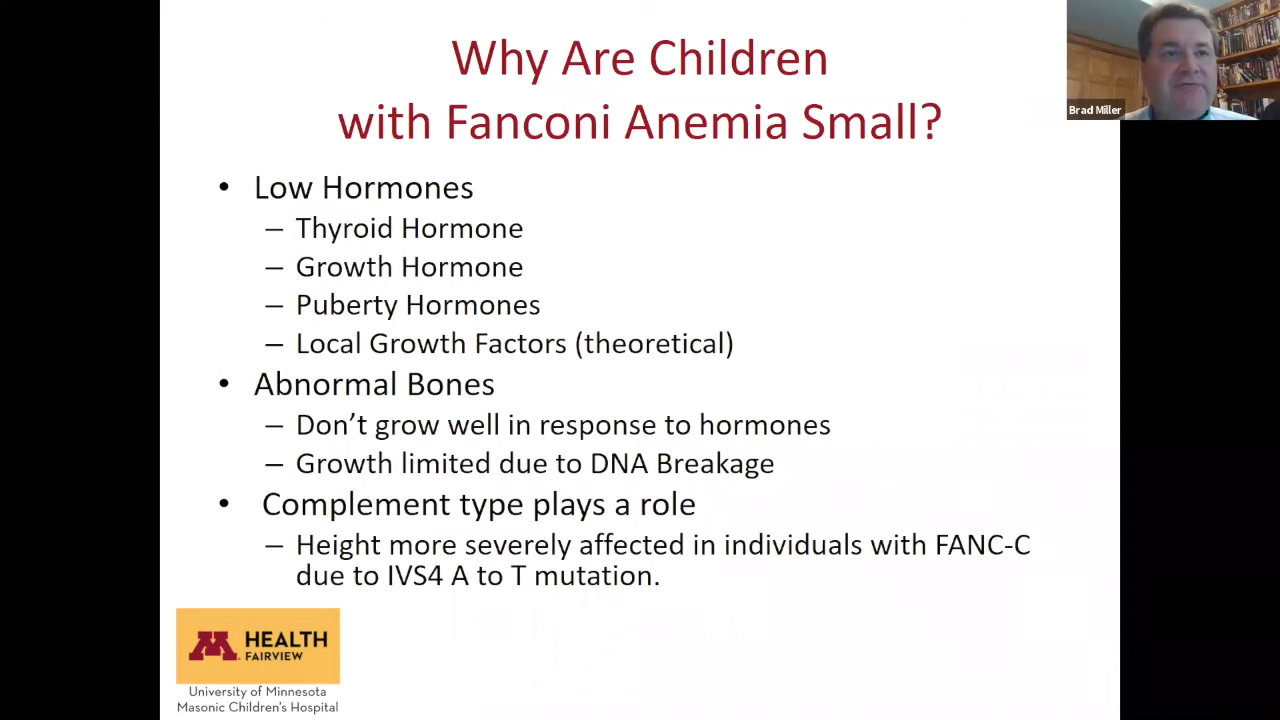 Why Are Children
with Fanconi Anemia Small?
Brad Miller
• Low Hormones
– Thyroid Hormone
– Growth Hormone
– Puberty Hormones
– Local Growth Factors (theoretical)
• Abnormal Bones
– Don’t grow well in response to hormones
– Growth limited due to DNA Breakage
• Complement type plays a role
– Height more severely affected in individuals with FANC-C
due to IVS4 A to T mutation.
M HEALTH
FAIRVIEW
University of Minnesota
Masonic Children's Hospital